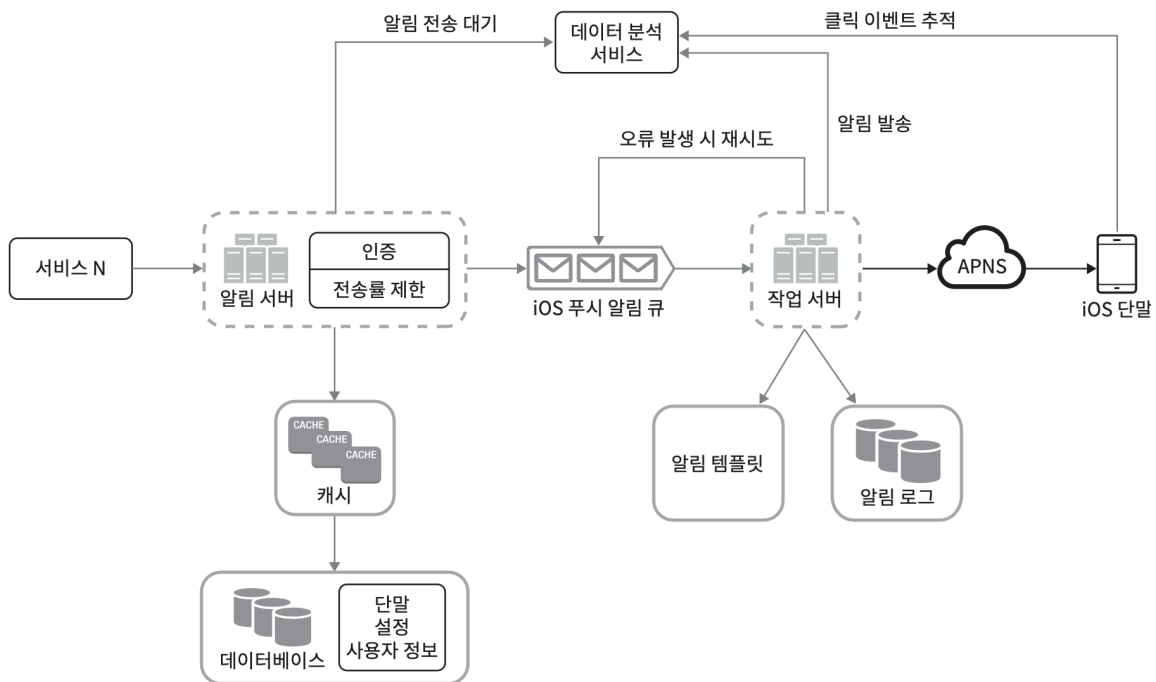 알림 전송 대기
데이터 분석
서비스
클릭 이벤트 추적
오류 발생 시 재시도
알림 발송
서비스 N
알림 서버
인증
전송률 제한
iOS 푸시 알림 큐
작업 서버
APNS
iOS 단말
CACHE
CACHE
CACHE
캐시
알림 템플릿
알림 로그
데이터베이스
단말
설정
사용자 정보